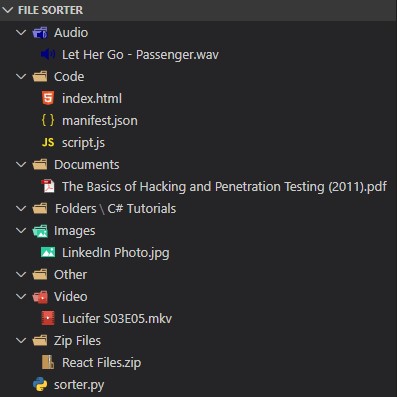 FILE SORTER
Audio
Let Her Go - Passenger.wav
Code
index.html
{ } manifest.json
JS script.js
Documents
The Basics of Hacking and Penetration Testing (2011).pdf
Folders \ C# Tutorials
Images
LinkedIn Photo.jpg
Other
Video
Lucifer S03E05.mkv
Zip Files
React Files.zip
sorter.py